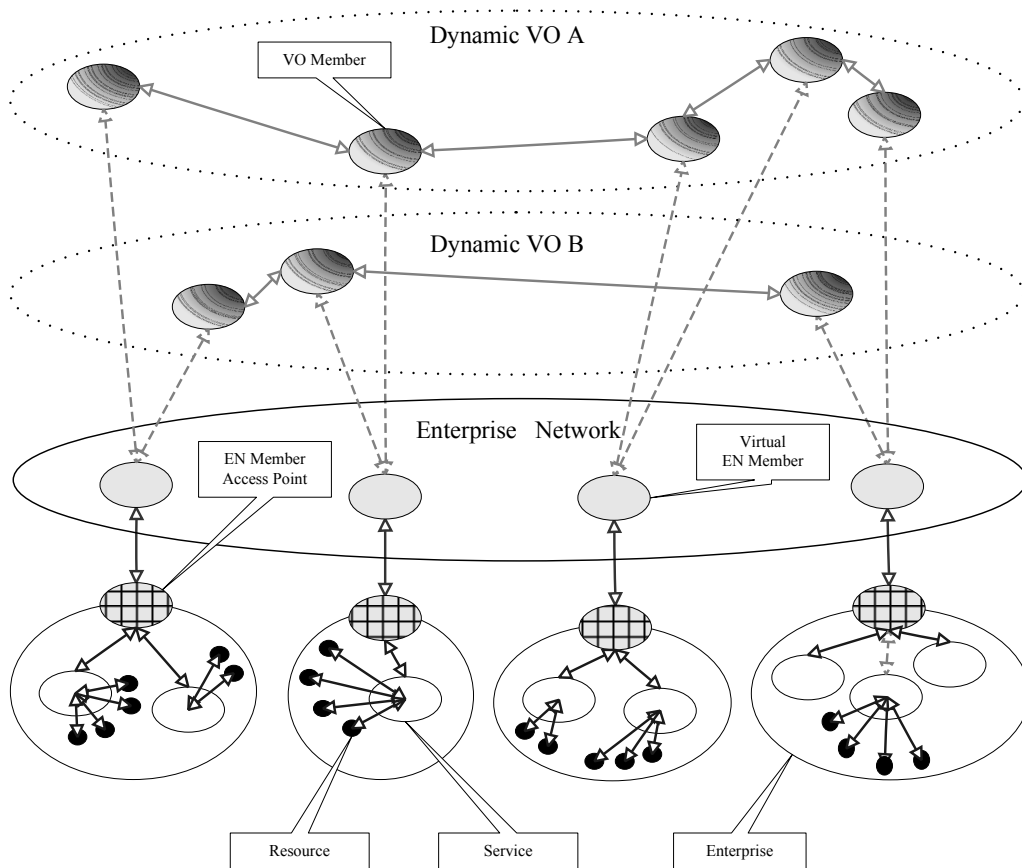 Dynamic VO A
VO Member
Dynamic VO B
Enterprise Network
EN Member
Access Point
Virtual
EN Member
Resource
Service
Enterprise